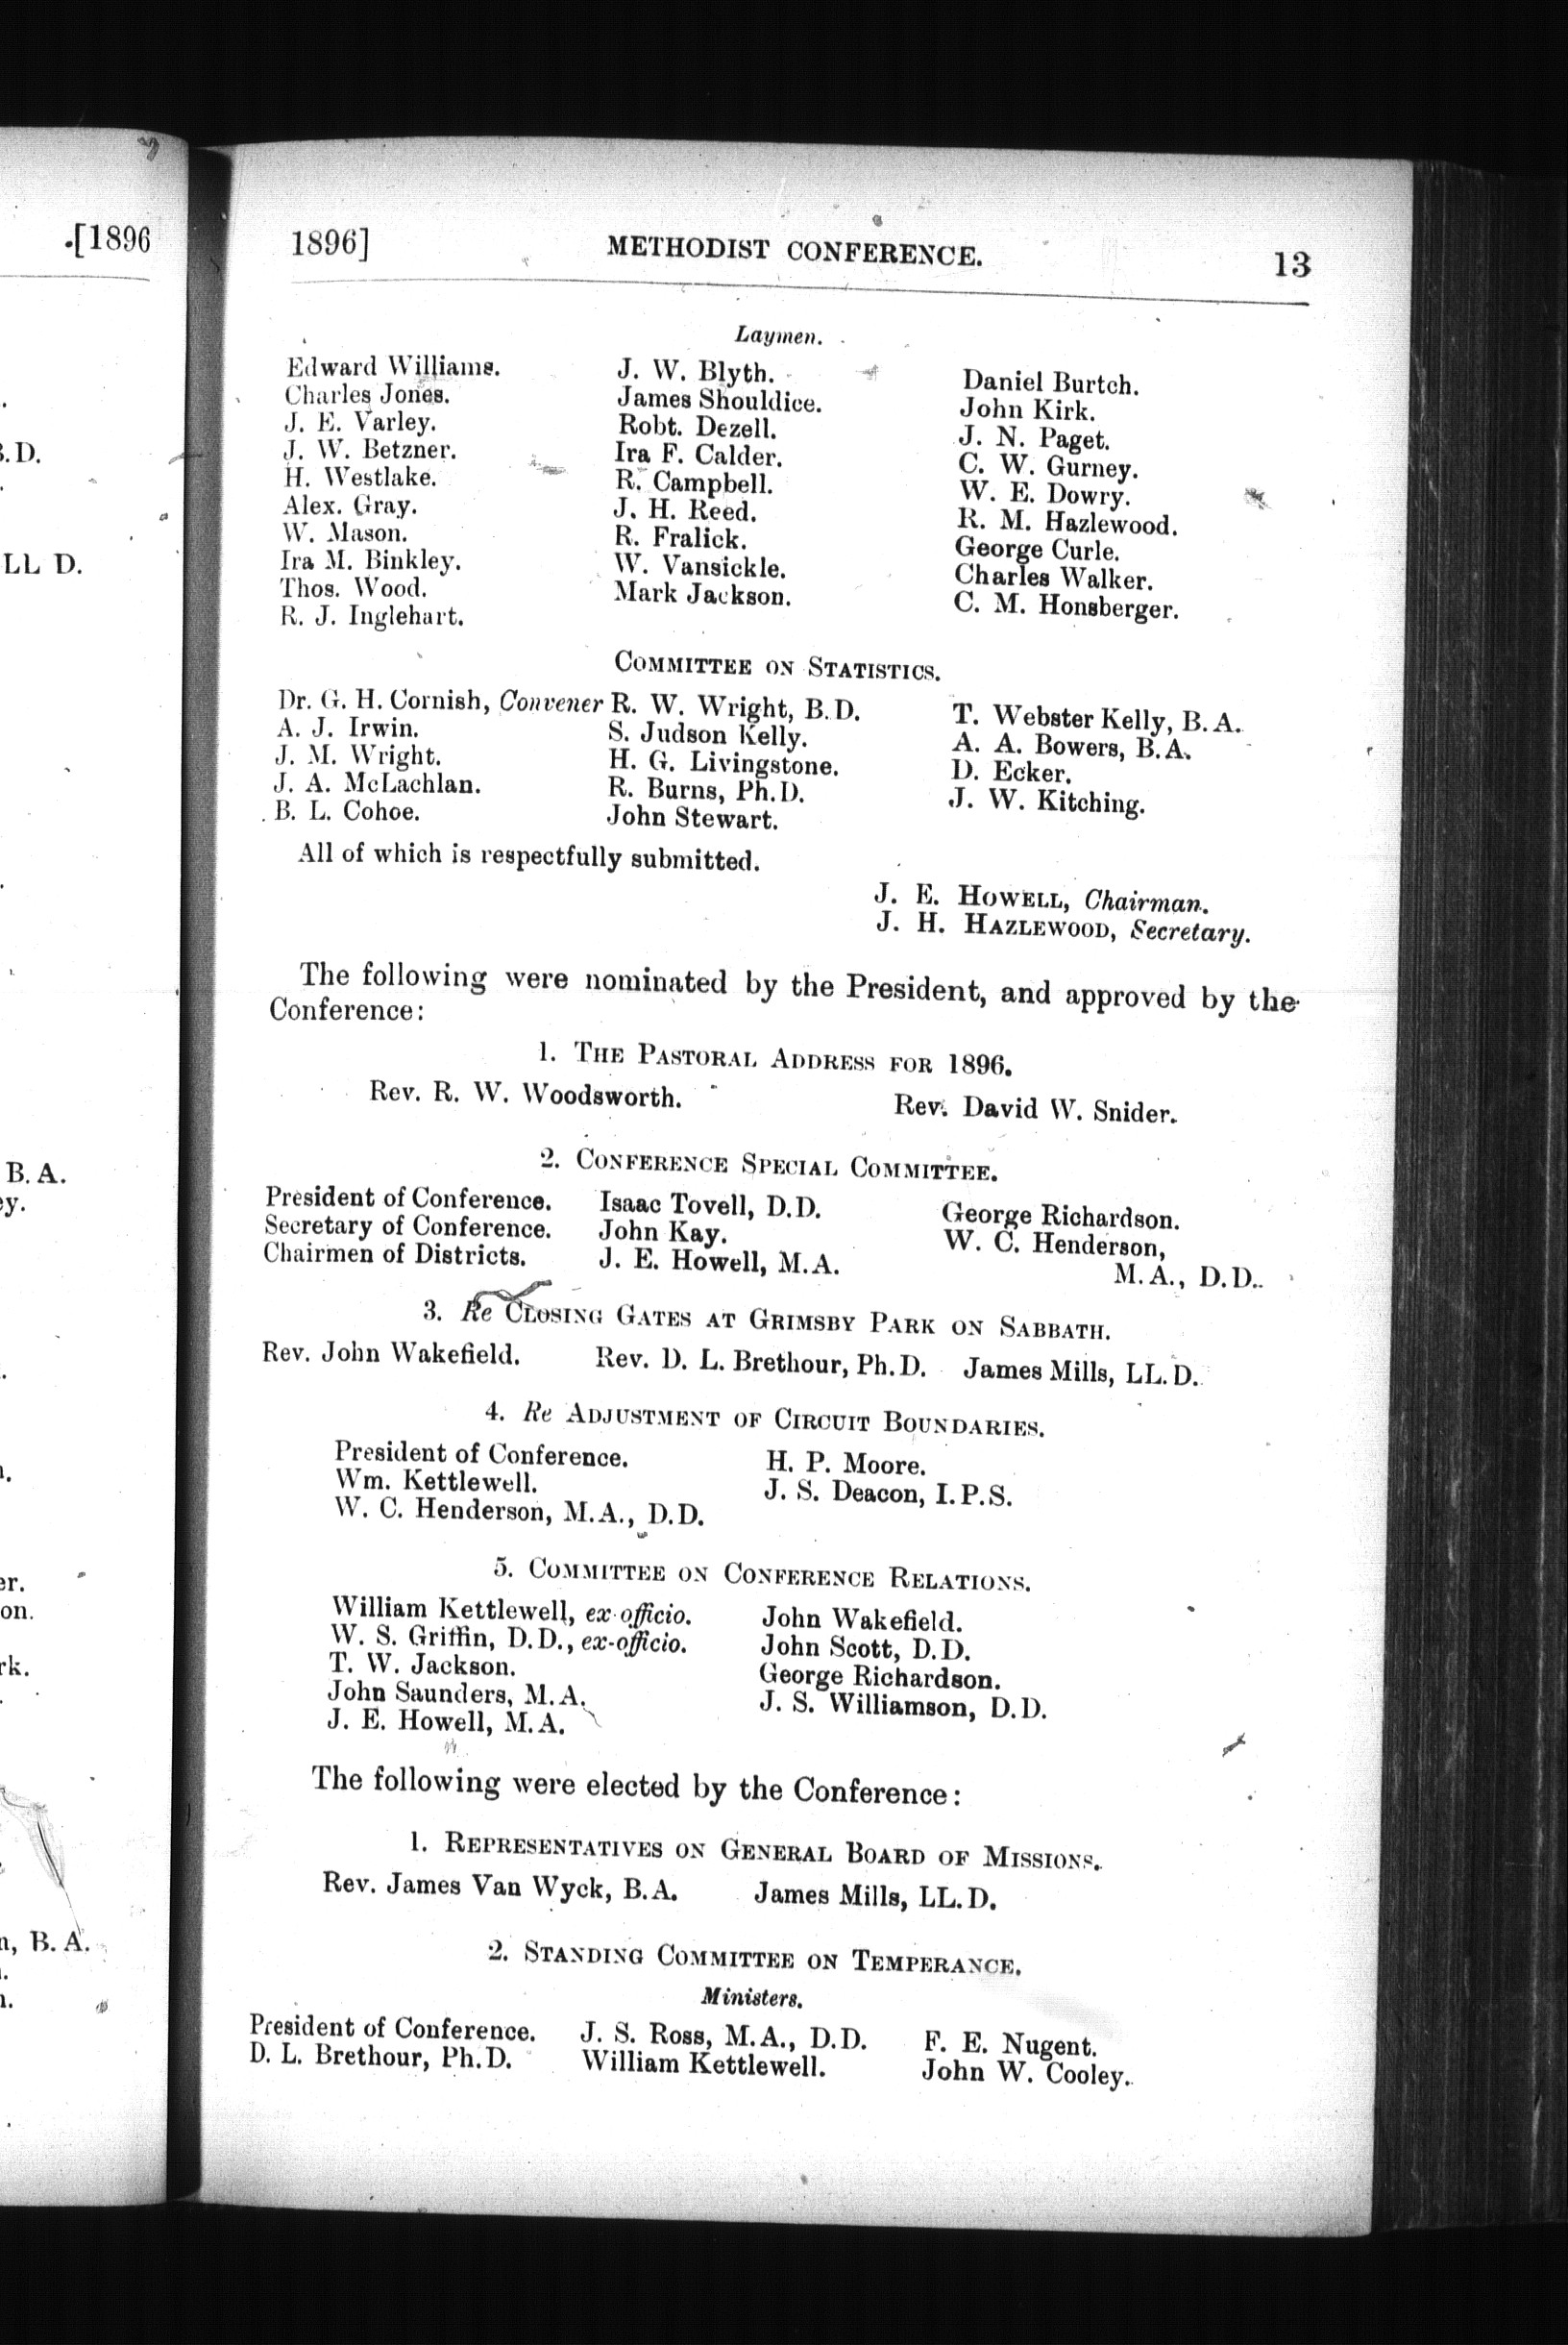 .[1896
.D.
LL D.
B. A.
y.
er.
on.
rk.
n, B. A.
1896] METHODIST CONFERENCE. 13
Laymen.
Edward Williams. J. W. Blyth. Daniel Burtch.
Charles Jones. James Shouldice. John Kirk.
J. E. Varley. Robt. Dezell. J. N. Paget.
J. W. Betzner. Ira F. Calder. C. W. Gurney.
H. Westlake. R. Campbell. W. E. Dowry.
Alex. Gray. J. H. Reed. R. M. Hazlewood.
W. Mason. R. Fralick. George Curle.
Ira M. Binkley. W. Vansickle. Charles Walker.
Thos. Wood. Mark Jackson. C. M. Honsberger.
R. J. Inglehart.
COMMITTEE ON STATISTICS.
Dr. G. H. Cornish, Convener R. W. Wright, B.D. T. Webster Kelly, B.A.
A. J. Irwin. S. Judson Kelly. A. A. Bowers, B.A.
J. M. Wright. H. G. Livingstone. D. Ecker.
J. A. McLachlan. R. Burns, Ph.D. J. W. Kitching.
B. L. Cohoe. John Stewart.
All of which is respectfully submitted.
J. E. HOWELL, Chairman.
J. H. HAZLEWOOD, Secretary.
The following were nominated by the President, and approved by the
Conference:
1. THE PASTORAL ADDRESS FOR 1896.
Rev. R. W. Woodsworth. Rev. David W. Snider.
2. CONFERENCE SPECIAL COMMITTEE.
President of Conference. Isaac Tovell, D.D. George Richardson.
Secretary of Conference. John Kay. W. C. Henderson,
Chairmen of Districts. J. E. Howell, M.A. M.A., D.D.
3. Re CLOSING GATES AT GRIMSBY PARK ON SABBATH.
Rev. John Wakefield. Rev. D. L. Brethour, Ph.D. James Mills, LL.D.
4. Re ADJUSTMENT OF CIRCUIT BOUNDARIES.
President of Conference. H. P. Moore.
Wm. Kettlewell. J. S. Deacon, I.P.S.
W. C. Henderson, M.A., D.D.
5. COMMITTEE ON CONFERENCE RELATIONS.
William Kettlewell, ex-officio. John Wakefield.
W. S. Griffin, D.D., ex-officio. John Scott, D.D.
T. W. Jackson. George Richardson.
John Saunders, M.A. J. S. Williamson, D.D.
J. E. Howell, M.A.
The following were elected by the Conference:
1. REPRESENTATIVES ON GENERAL BOARD OF MISSIONS.
Rev. James Van Wyck, B.A. James Mills, LL.D.
2. STANDING COMMITTEE ON TEMPERANCE.
Ministers.
President of Conference. J. S. Ross, M.A., D.D. F. E. Nugent.
D. L. Brethour, Ph.D. William Kettlewell. John W. Cooley.